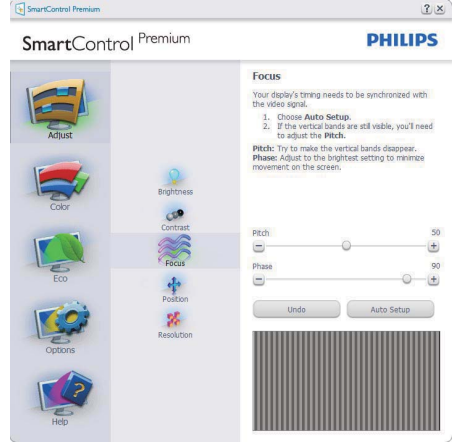 SmartControl Premium
SmartControl Premium
PHILIPS
Adjust
Color
Eco
Options
Help
Brightness
Contrast
Focus
Position
Resolution
Focus
Your display's timing needs to be synchronized with
the video signal.
1. Choose Auto Setup.
2. If the vertical bands are still visible, you'll need
to adjust the Pitch.
Pitch: Try to make the vertical bands disappear.
Phase: Adjust to the brightest setting to minimize
movement on the screen.
Pitch 50
Phase 90
Undo Auto Setup